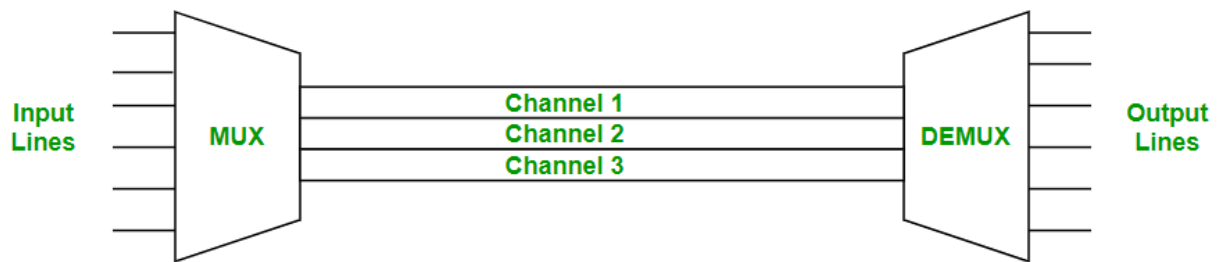 Input
Lines
MUX
Channel 1
Channel 2
Channel 3
DEMUX
Output
Lines